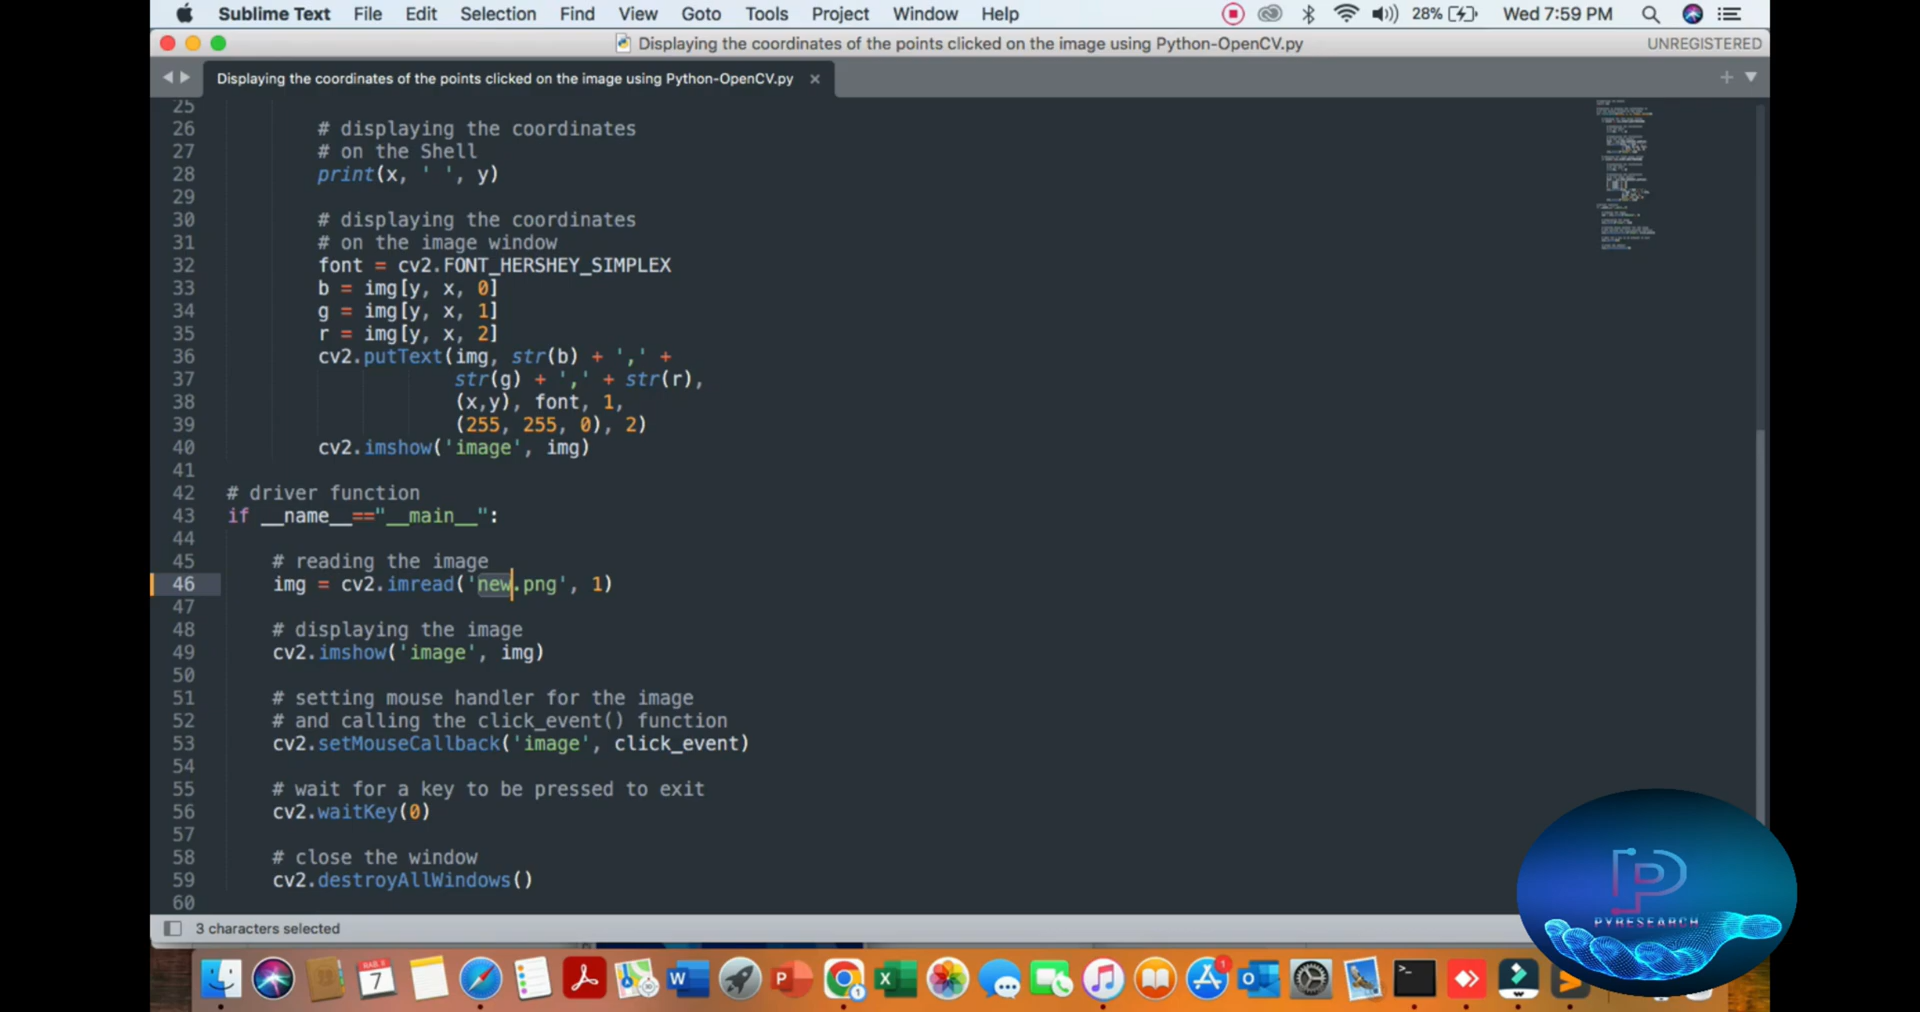 Sublime Text File Edit Selection Find View Goto Tools Project Window Help 28% Wed 7:59 PM
Displaying the coordinates of the points clicked on the image using Python-OpenCV.py UNREGISTERED
Displaying the coordinates of the points clicked on the image using Python-OpenCV.py ×
25
26 # displaying the coordinates
27 # on the Shell
28 print(x, ' ', y)
29
30 # displaying the coordinates
31 # on the image window
32 font = cv2.FONT_HERSHEY_SIMPLEX
33 b = img[y, x, 0]
34 g = img[y, x, 1]
35 r = img[y, x, 2]
36 cv2.putText(img, str(b) + ',' +
37 str(g) + ',' + str(r),
38 (x,y), font, 1,
39 (255, 255, 0), 2)
40 cv2.imshow('image', img)
41
42 # driver function
43 if __name__=="__main__":
44
45 # reading the image
46 img = cv2.imread('new.png', 1)
47
48 # displaying the image
49 cv2.imshow('image', img)
50
51 # setting mouse handler for the image
52 # and calling the click_event() function
53 cv2.setMouseCallback('image', click_event)
54
55 # wait for a key to be pressed to exit
56 cv2.waitKey(0)
57
58 # close the window
59 cv2.destroyAllWindows()
60
3 characters selected
PYRESEARCH
7
1
1